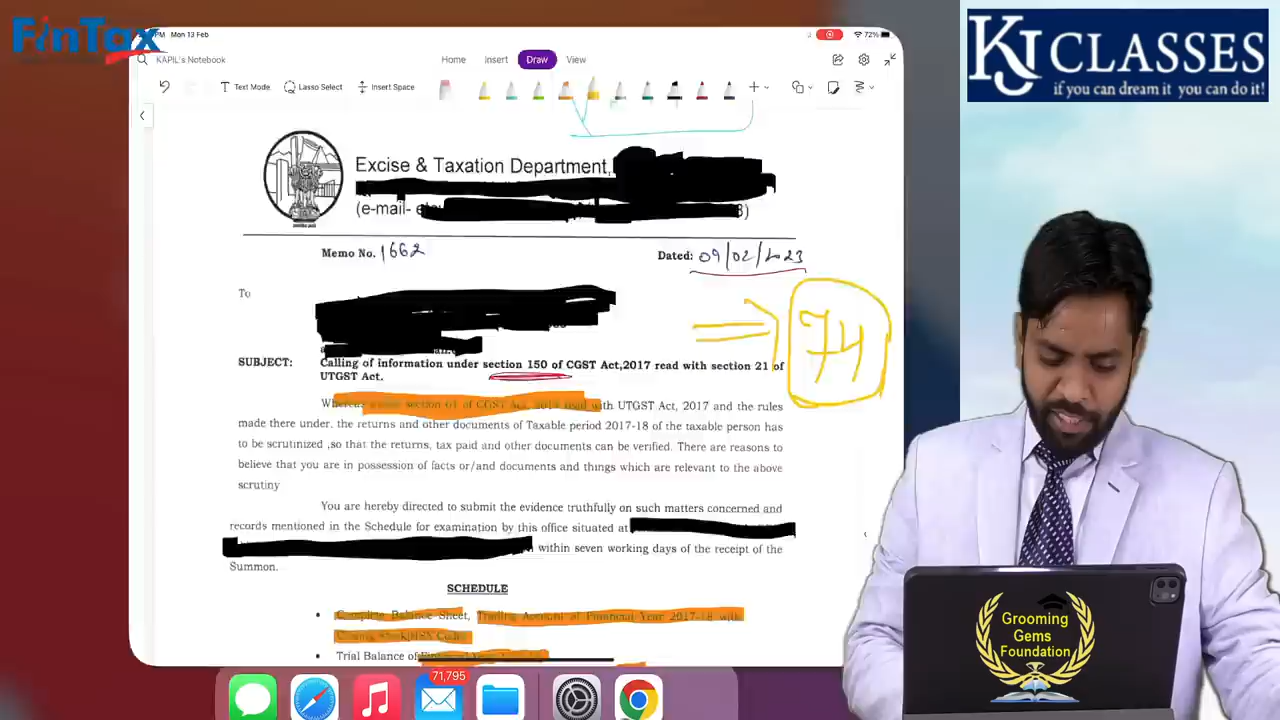 FinTax
Mon 13 Feb
72%
KAPIL's Notebook
Home Insert Draw View
Text Mode Lasso Select Insert Space
KJ CLASSES
if you can dream it you can do it!
Excise & Taxation Department,
(e-mail-
Memo No. 1662
Dated: 09/02/2023
To
74
SUBJECT: Calling of information under section 150 of CGST Act,2017 read with section 21 of
UTGST Act.
Whereas under section 61 of CGST Act, 2017 read with UTGST Act, 2017 and the rules
made there under, the returns and other documents of Taxable period 2017-18 of the taxable person has
to be scrutinized ,so that the returns, tax paid and other documents can be verified. There are reasons to
believe that you are in possession of facts or/and documents and things which are relevant to the above
scrutiny
You are hereby directed to submit the evidence truthfully on such matters concerned and
records mentioned in the Schedule for examination by this office situated at
within seven working days of the receipt of the
Summon.
SCHEDULE
• Complete Balance Sheet, Trading Account of Financial Year 2017-18 with
Closing Stock(HSN Code)
• Trial Balance of
71,795
Grooming
Gems
Foundation